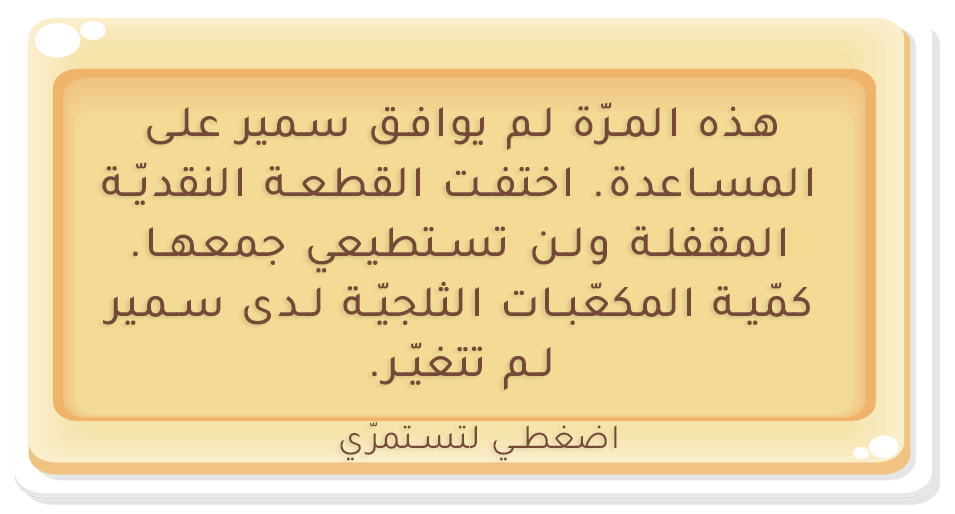 هذه المرّة لم يوافق سمير على
المساعدة. اختفت القطعة النقديّة
المقفلة ولن تستطيعي جمعها.
كمّية المكعّبات الثلجيّة لدى سمير
لم تتغيّر.
اضغطي لتستمرّي